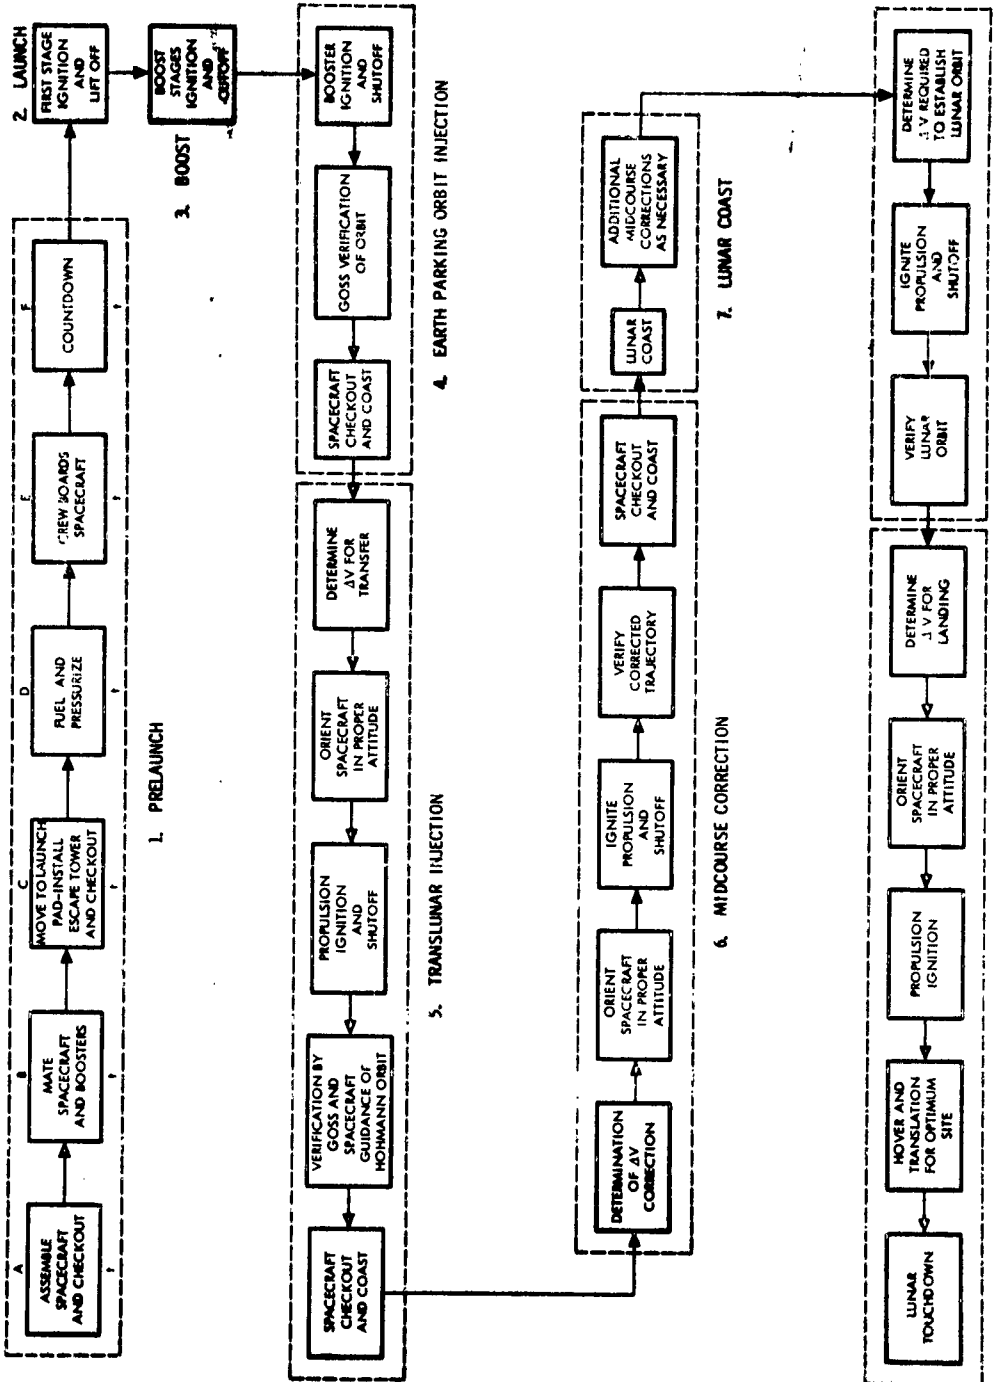 A
ASSEMBLE
SPACECRAFT
AND CHECKOUT
B
MATE
SPACECRAFT
AND BOOSTERS
C
MOVE TO LAUNCH
PAD-INSTALL
ESCAPE TOWER
AND CHECKOUT
D
FUEL AND
PRESSURIZE
E
CREW BOARDS
SPACECRAFT
F
COUNTDOWN
1. PRELAUNCH
2. LAUNCH
FIRST STAGE
IGNITION
AND
LIFT OFF
BOOST
STAGES
IGNITION
AND
CUTOFF
3. BOOST
BOOSTER
IGNITION
AND
SHUTOFF
GOSS VERIFICATION
OF ORBIT
SPACECRAFT
CHECKOUT
AND COAST
4. EARTH PARKING ORBIT INJECTION
DETERMINE
ΔV FOR
TRANSFER
ORIENT
SPACECRAFT
IN PROPER
ATTITUDE
PROPULSION
IGNITION
AND
SHUTOFF
VERIFICATION BY
GOSS AND
SPACECRAFT
GUIDANCE OF
HOHMANN ORBIT
SPACECRAFT
CHECKOUT
AND COAST
5. TRANSLUNAR INJECTION
DETERMINATION
OF ΔV
CORRECTION
ORIENT
SPACECRAFT
IN PROPER
ATTITUDE
IGNITE
PROPULSION
AND
SHUTOFF
VERIFY
CORRECTED
TRAJECTORY
SPACECRAFT
CHECKOUT
AND COAST
6. MIDCOURSE CORRECTION
LUNAR
COAST
ADDITIONAL
MIDCOURSE
CORRECTIONS
AS NECESSARY
7. LUNAR COAST
DETERMINE
ΔV REQUIRED
TO ESTABLISH
LUNAR ORBIT
IGNITE
PROPULSION
AND
SHUTOFF
VERIFY
LUNAR
ORBIT
DETERMINE
ΔV FOR
LANDING
ORIENT
SPACECRAFT
IN PROPER
ATTITUDE
PROPULSION
IGNITION
HOVER AND
TRANSLATION
FOR OPTIMUM
SITE
LUNAR
TOUCHDOWN